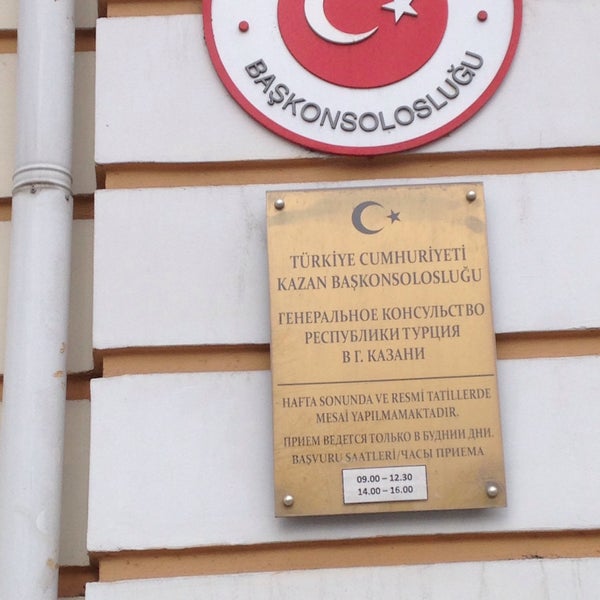 BAŞKONSOLOSLUĞU
TÜRKİYE CUMHURİYETİ
KAZAN BAŞKONSOLOSLUĞU
ГЕНЕРАЛЬНОЕ КОНСУЛЬСТВО
РЕСПУБЛИКИ ТУРЦИЯ
В Г. КАЗАНИ
HAFTA SONUNDA VE RESMİ TATİLLERDE
MESAİ YAPILMAMAKTADIR.
ПРИЕМ ВЕДЕТСЯ ТОЛЬКО В БУДНИИ ДНИ.
BAŞVURU SAATLERİ/ЧАСЫ ПРИЕМА
09.00 – 12.30
14.00 – 16.00